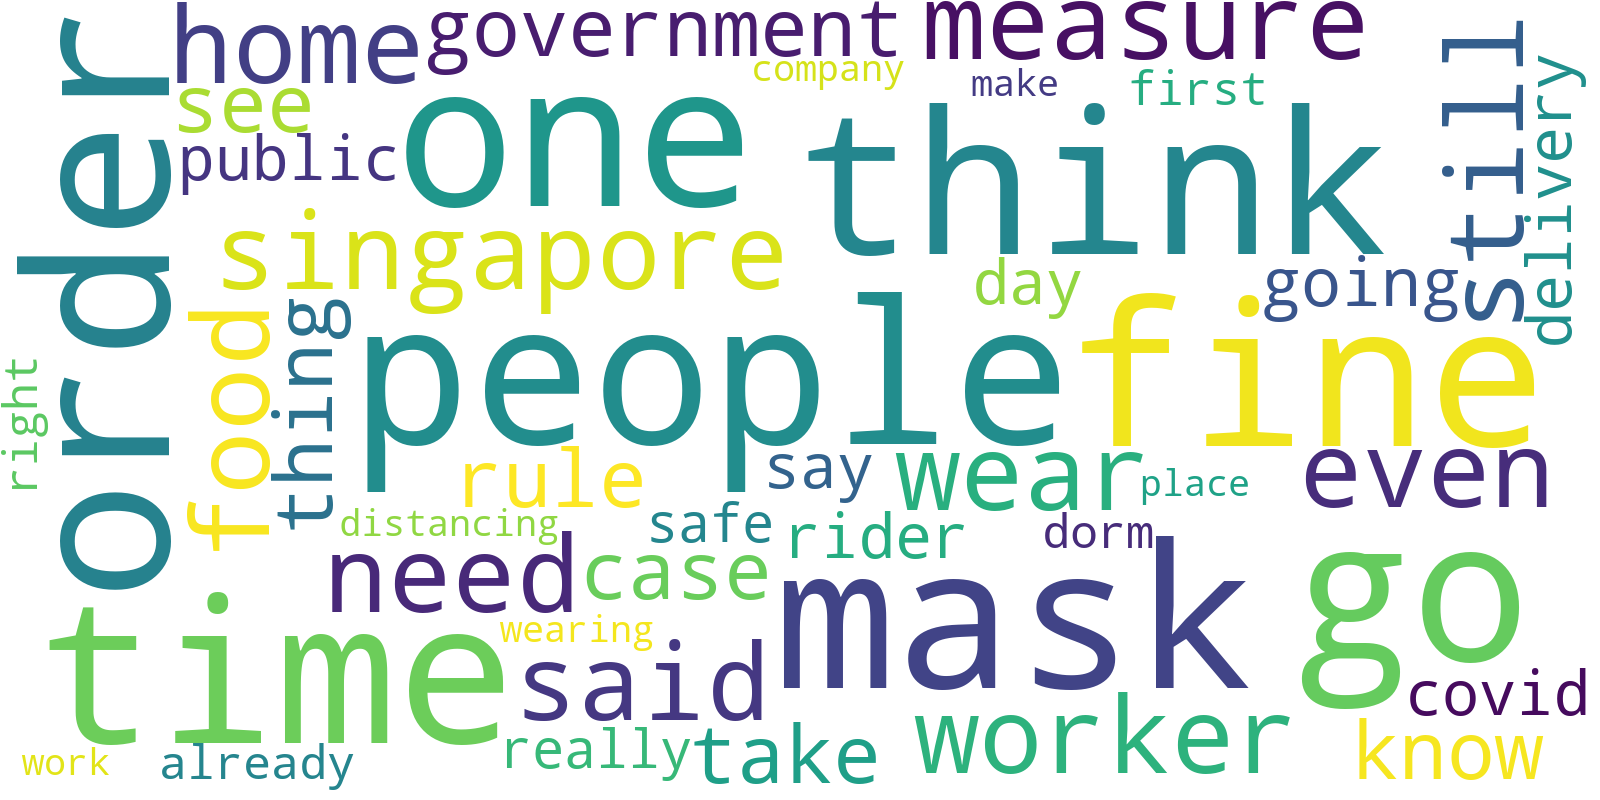 order
home
government
measure
company
make
first
see
public
one
think
still
delivery
singapore
day
going
food
thing
people
fine
right
rule
say
wear
place
even
distancing
safe
rider
dorm
need
case
mask
go
time
wearing
said
worker
covid
work
already
really
take
know